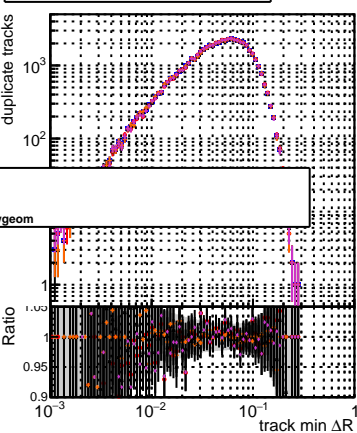 duplicate tracks
10³
10²
geom
1
Ratio
1.05
1
0.95
0.9
10⁻³
10⁻²
10⁻¹
1
track min ΔR